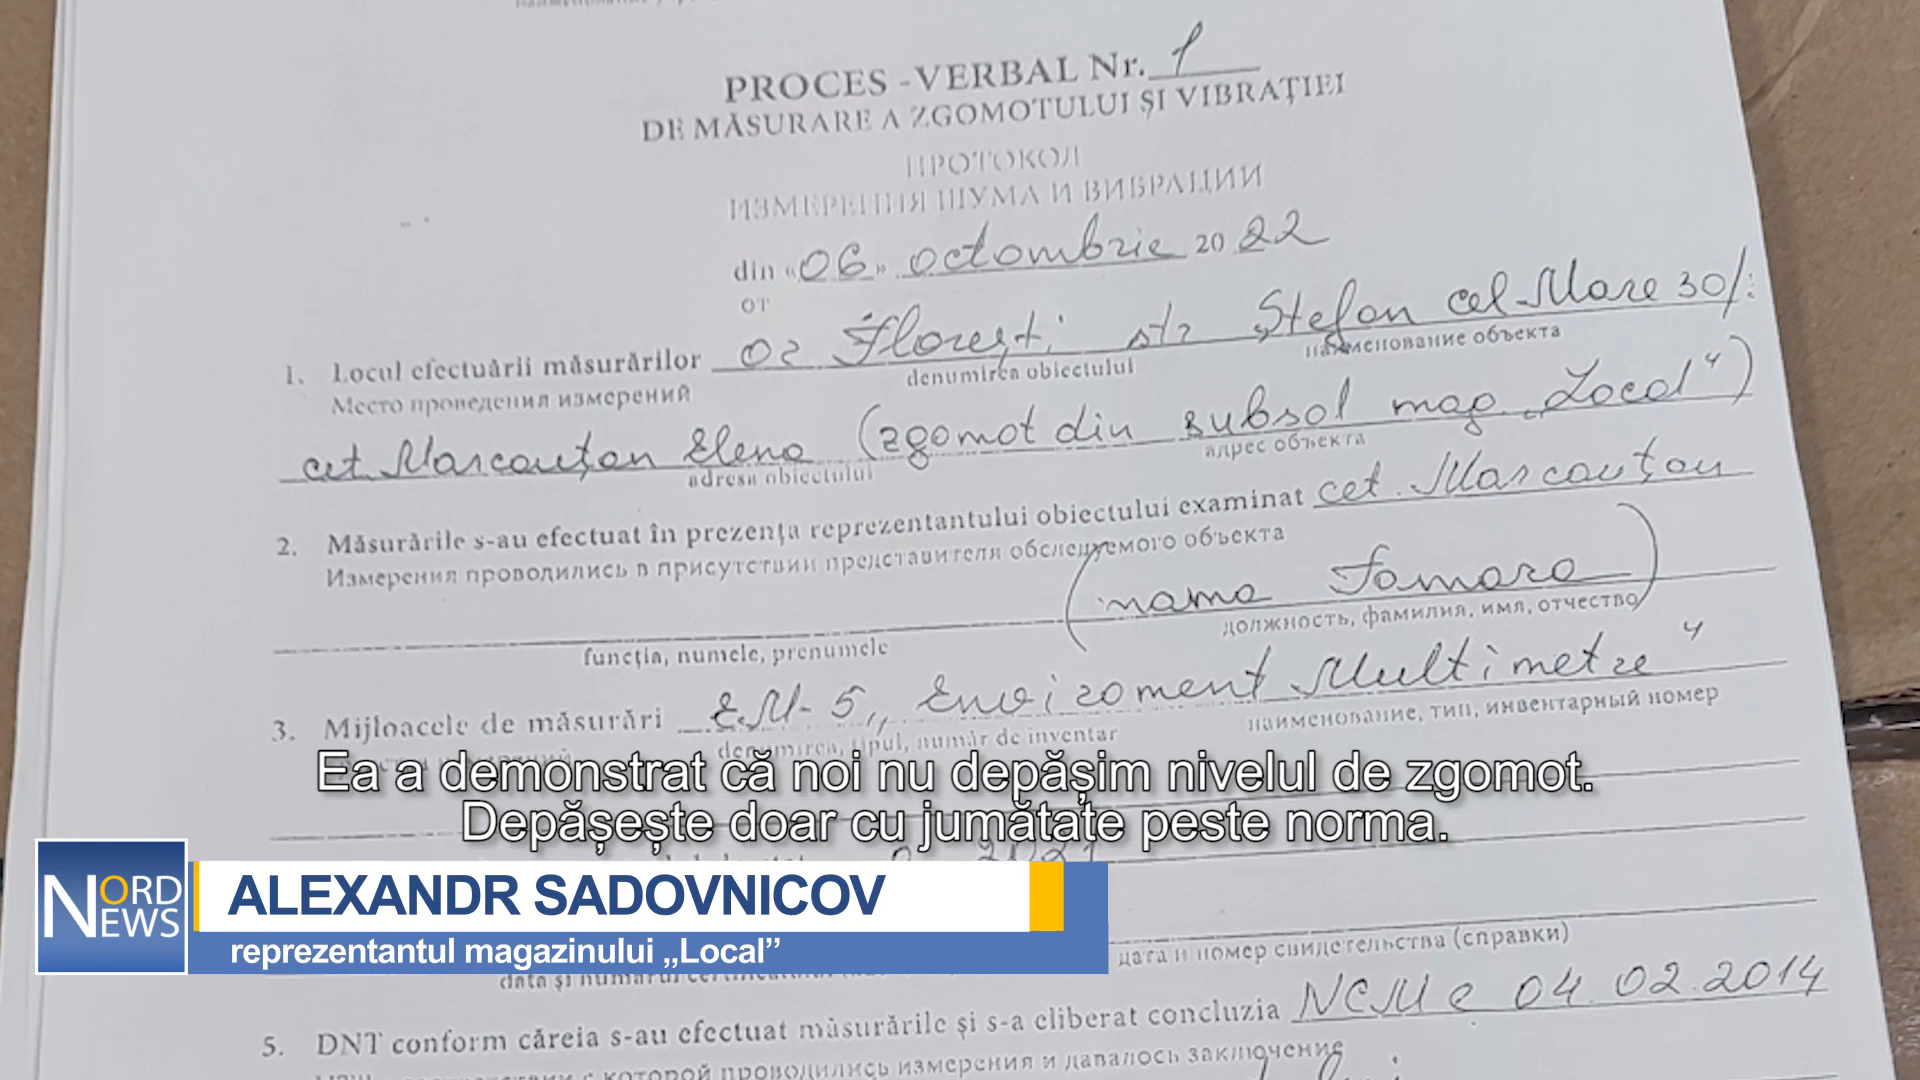 PROCES -VERBAL Nr. 1
DE MĂSURARE A ZGOMOTULUI ȘI VIBRAȚIEI
ПРОТОКОЛ
ИЗМЕРЕНИЯ ШУМА И ВИБРАЦИИ
din «06» octombrie 2022
от
1. Locul efectuării măsurărilor or Florești str Ștefan cel Mare 30/
Место проведения измерений denumirea obiectului наименование объекта
cet. Marcauțan Elena (zgomot din subsol mag „Local")
adresa obiectului адрес объекта
2. Măsurările s-au efectuat în prezența reprezentantului obiectului examinat cet. Marcauțan
Измерения проводились в присутствии представителя обследуемого объекта
(mama Tamara)
funcția, numele, prenumele должность, фамилия, имя, отчество
3. Mijloacele de măsurări EM-5 „Enviroment Multimetre"
denumirea, tipul, număr de inventar наименование, тип, инвентарный номер
Ea a demonstrat că noi nu depășim nivelul de zgomot.
Depășește doar cu jumătate peste norma.
2021
NORD NEWS
ALEXANDR SADOVNICOV
reprezentantul magazinului „Local”
data și numărul дата и номер свидетельства (справки)
5. DNT conform căreia s-au efectuat măsurările și s-a eliberat concluzia NCM 04.02.2014
с которой проводились измерения и давалось заключение